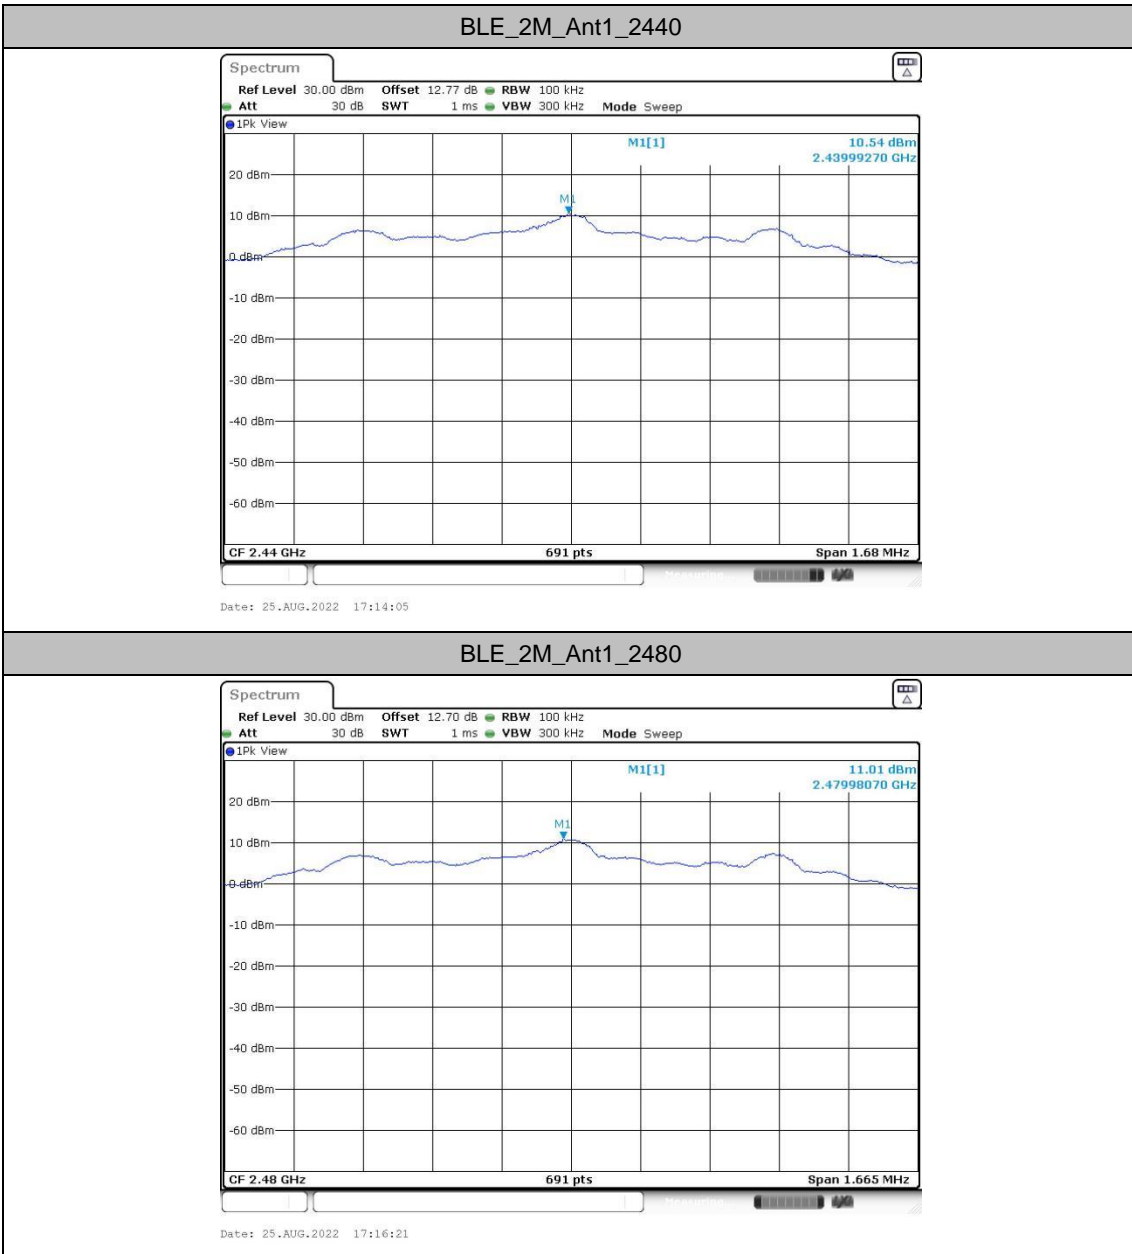 BLE_2M_Ant1_2440
Spectrum
Ref Level 30.00 dBm Offset 12.77 dB RBW 100 kHz
Att 30 dB SWT 1 ms VBW 300 kHz Mode Sweep
1Pk View
M1[1] 10.54 dBm
2.43999270 GHz
20 dBm
M1
10 dBm
0 dBm
-10 dBm
-20 dBm
-30 dBm
-40 dBm
-50 dBm
-60 dBm
CF 2.44 GHz 691 pts Span 1.68 MHz
Measuring...
Date: 25.AUG.2022 17:14:05
BLE_2M_Ant1_2480
Spectrum
Ref Level 30.00 dBm Offset 12.70 dB RBW 100 kHz
Att 30 dB SWT 1 ms VBW 300 kHz Mode Sweep
1Pk View
M1[1] 11.01 dBm
2.47998070 GHz
20 dBm
M1
10 dBm
0 dBm
-10 dBm
-20 dBm
-30 dBm
-40 dBm
-50 dBm
-60 dBm
CF 2.48 GHz 691 pts Span 1.665 MHz
Measuring...
Date: 25.AUG.2022 17:16:21